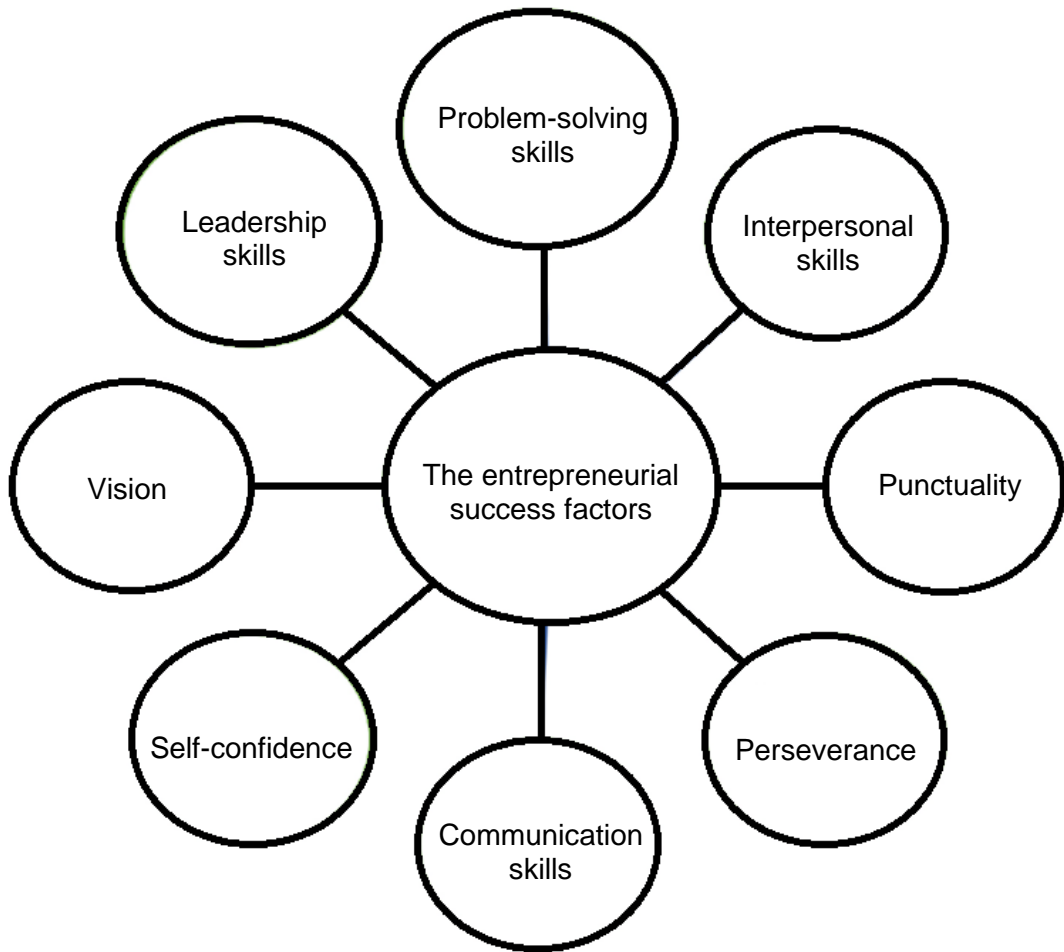 Problem-solving
skills
Leadership
skills
Interpersonal
skills
Vision
The entrepreneurial
success factors
Punctuality
Self-confidence
Perseverance
Communication
skills